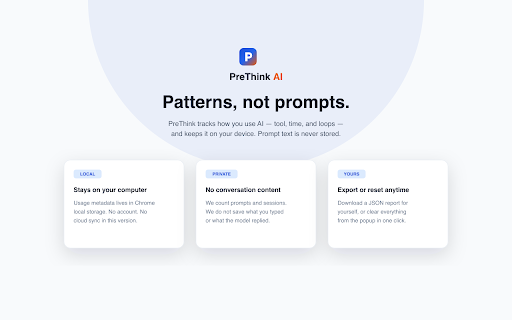 P
PreThink AI
Patterns, not prompts.
PreThink tracks how you use AI — tool, time, and loops —
and keeps it on your device. Prompt text is never stored.
LOCAL
Stays on your computer
Usage metadata lives in Chrome
local storage. No account. No
cloud sync in this version.
PRIVATE
No conversation content
We count prompts and sessions.
We do not save what you typed
or what the model replied.
YOURS
Export or reset anytime
Download a JSON report for
yourself, or clear everything
from the popup in one click.